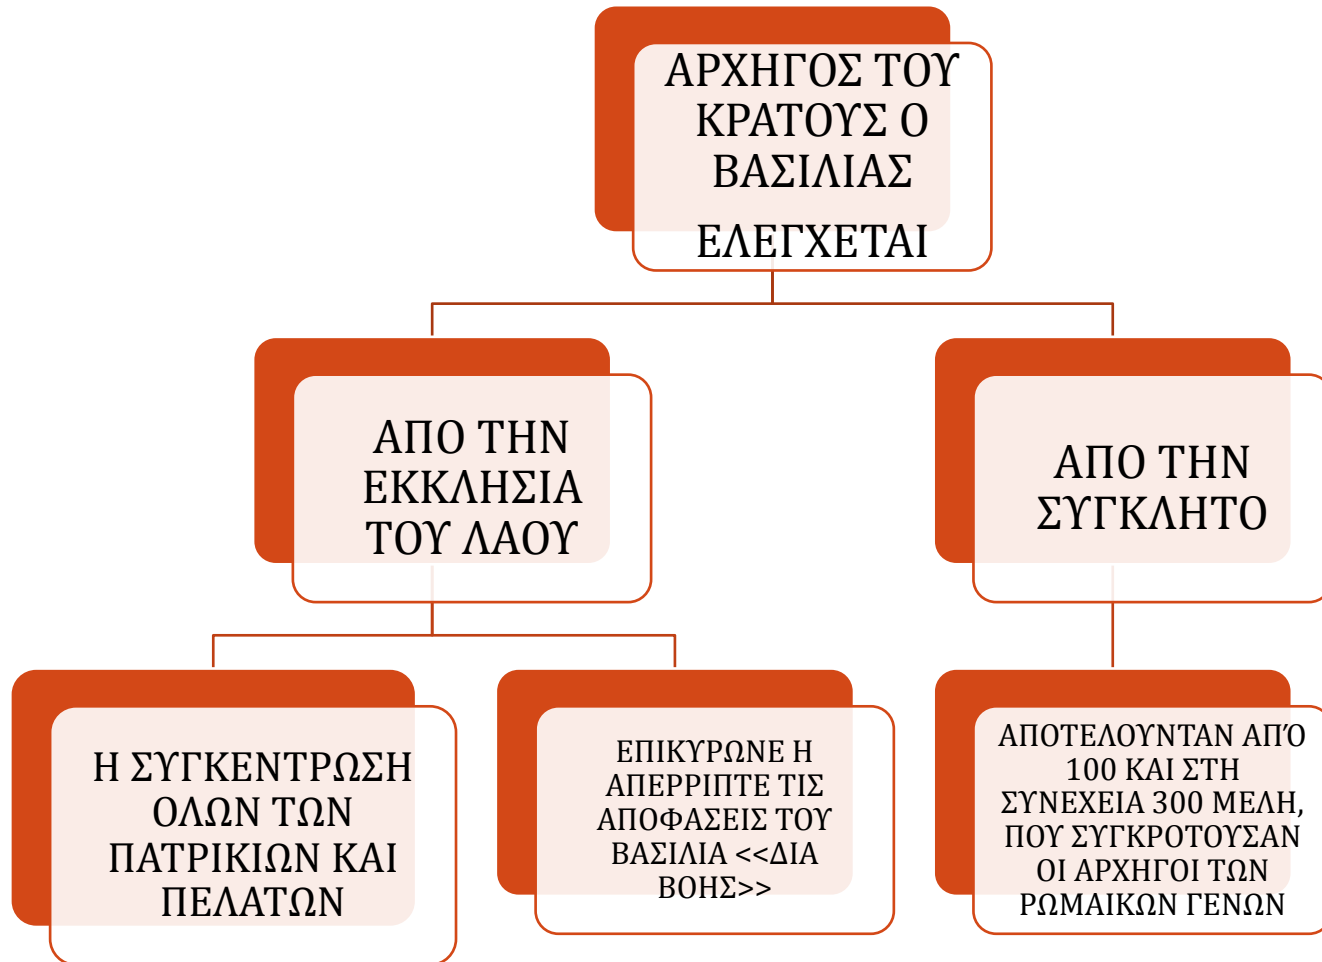 ΑΡΧΗΓΟΣ ΤΟΥ
ΚΡΑΤΟΥΣ Ο
ΒΑΣΙΛΙΑΣ
ΕΛΕΓΧΕΤΑΙ
ΑΠΟ ΤΗΝ
ΕΚΚΛΗΣΙΑ
ΤΟΥ ΛΑΟΥ
ΑΠΟ ΤΗΝ
ΣΥΓΚΛΗΤΟ
Η ΣΥΓΚΕΝΤΡΩΣΗ
ΟΛΩΝ ΤΩΝ
ΠΑΤΡΙΚΙΩΝ ΚΑΙ
ΠΕΛΑΤΩΝ
ΕΠΙΚΥΡΩΝΕ Η
ΑΠΕΡΡΙΠΤΕ ΤΙΣ
ΑΠΟΦΑΣΕΙΣ ΤΟΥ
ΒΑΣΙΛΙΑ <<ΔΙΑ
ΒΟΗΣ>>
ΑΠΟΤΕΛΟΥΝΤΑΝ ΑΠΌ
100 ΚΑΙ ΣΤΗ
ΣΥΝΕΧΕΙΑ 300 ΜΕΛΗ,
ΠΟΥ ΣΥΓΚΡΟΤΟΥΣΑΝ
ΟΙ ΑΡΧΗΓΟΙ ΤΩΝ
ΡΩΜΑΙΚΩΝ ΓΕΝΩΝ